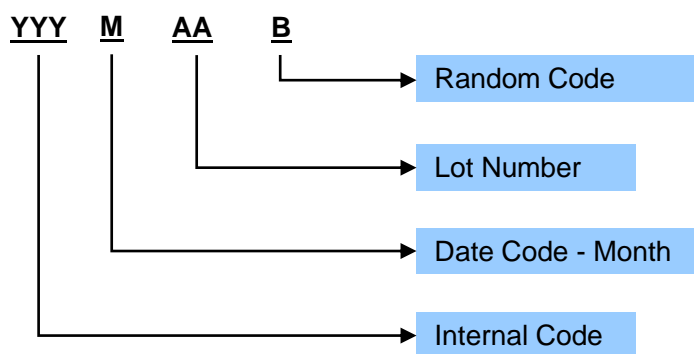 YYY M AA B
Random Code
Lot Number
Date Code - Month
Internal Code